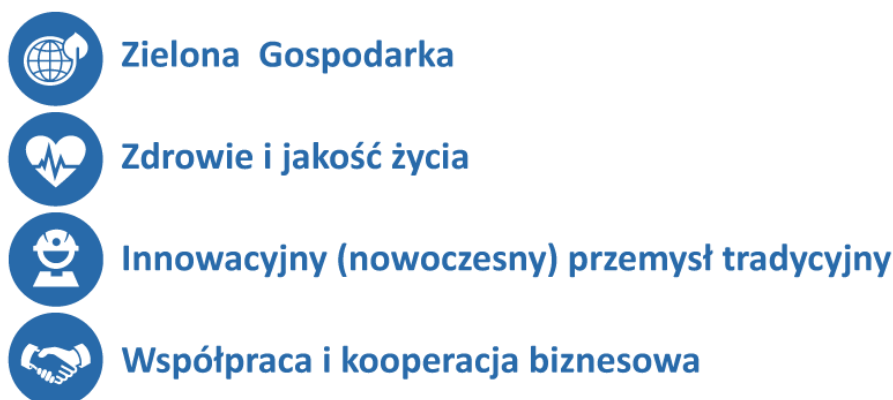 Zielona Gospodarka
Zdrowie i jakość życia
Innowacyjny (nowoczesny) przemysł tradycyjny
Współpraca i kooperacja biznesowa